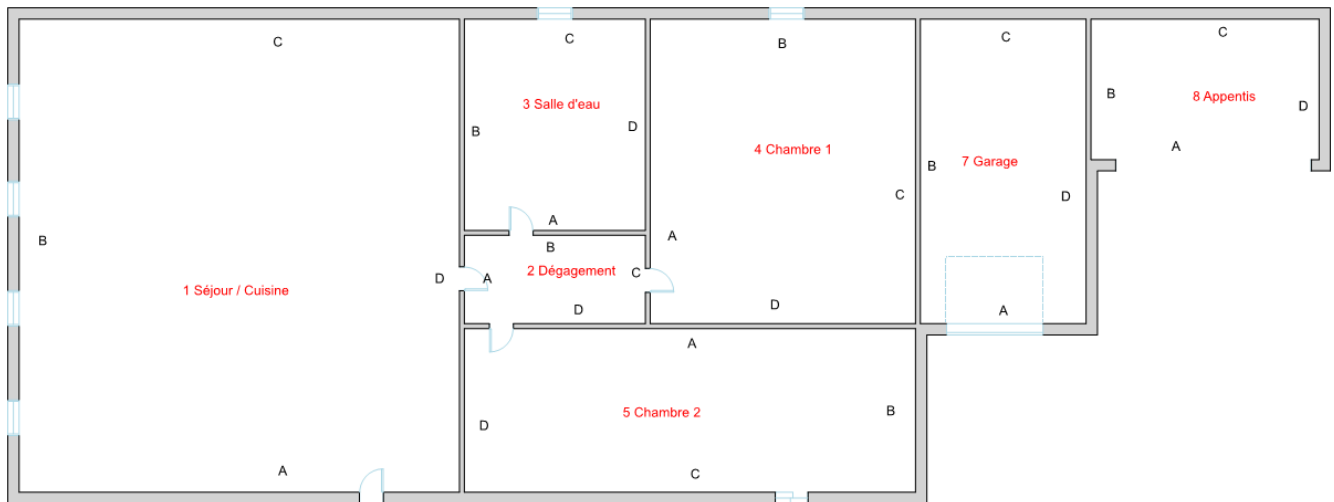 C
B
D
A
1 Séjour / Cuisine
C
B
D
A
3 Salle d'eau
B
A
C
D
2 Dégagement
B
C
A
D
4 Chambre 1
A
B
D
C
5 Chambre 2
C
B
D
A
7 Garage
C
B
D
A
8 Appentis